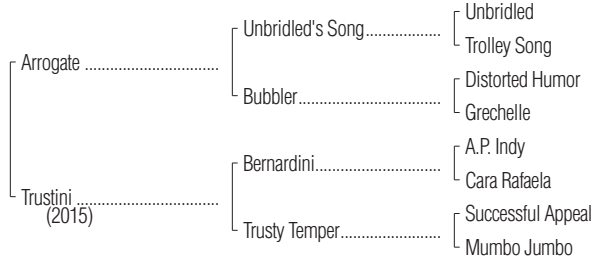 Unbridled
Unbridled's Song..................
Trolley Song
Arrogate ................................
Distorted Humor
Bubbler..................................
Grechelle
A.P. Indy
Bernardini..............................
Cara Rafaela
Trustini ..................................
(2015)
Successful Appeal
Trusty Temper........................
Mumbo Jumbo